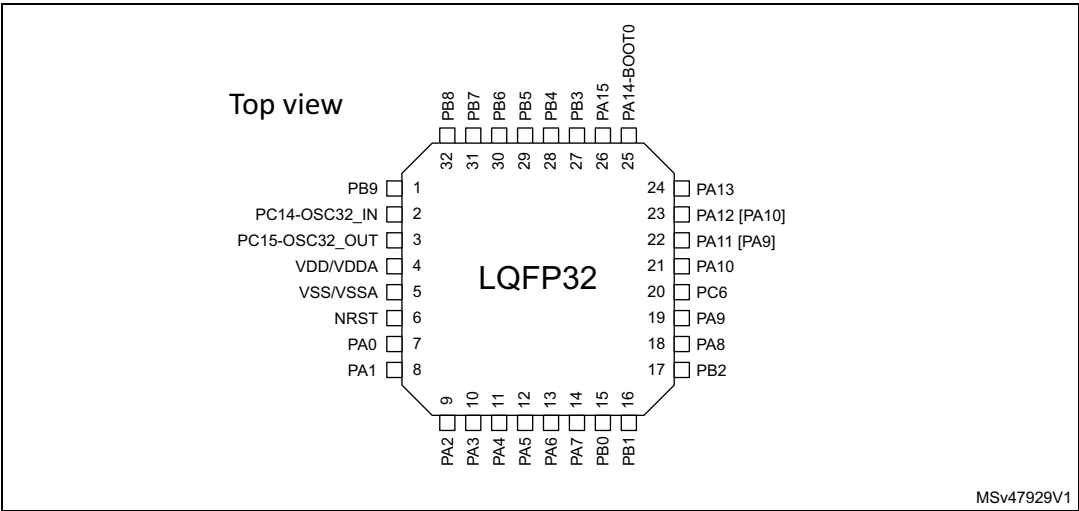 Top view
PB8
PB7
PB6
PB5
PB4
PB3
PA15
PA14-BOOT0
32
31
30
29
28
27
26
25
PB9 1
PC14-OSC32_IN 2
PC15-OSC32_OUT 3
VDD/VDDA 4
VSS/VSSA 5
NRST 6
PA0 7
PA1 8
LQFP32
24 PA13
23 PA12 [PA10]
22 PA11 [PA9]
21 PA10
20 PC6
19 PA9
18 PA8
17 PB2
9
10
11
12
13
14
15
16
PA2
PA3
PA4
PA5
PA6
PA7
PB0
PB1
MSv47929V1